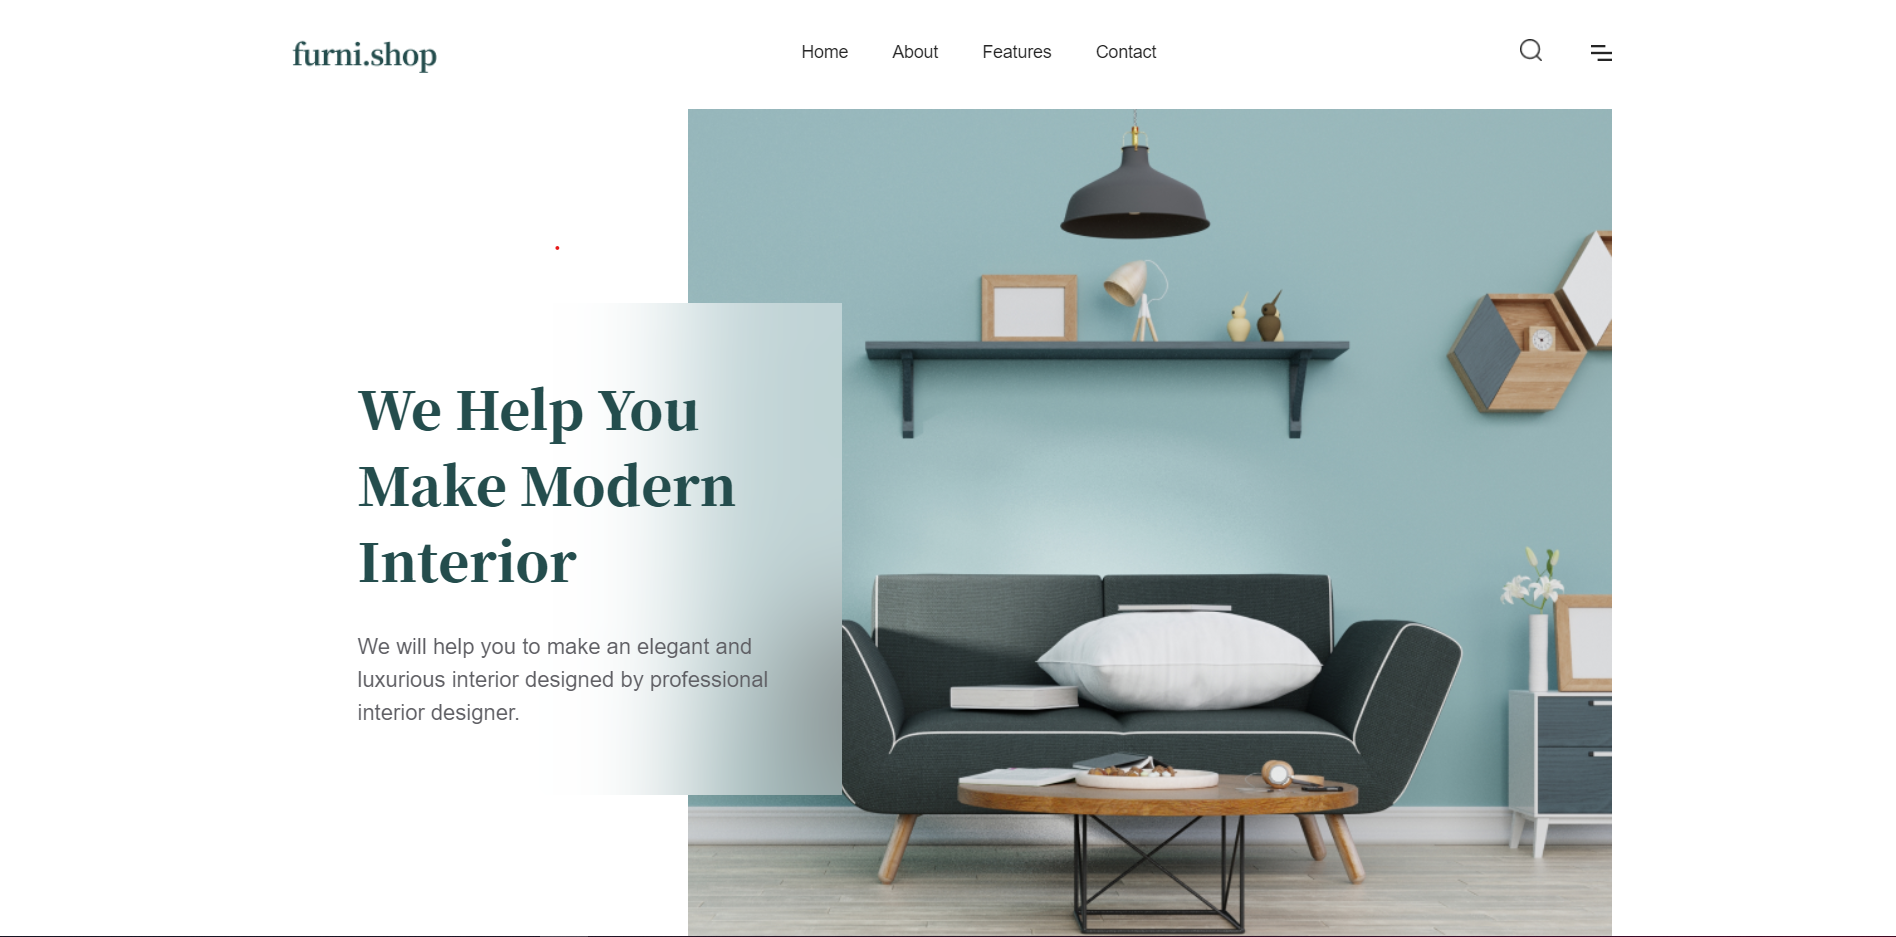 furni.shop
Home About Features Contact
We Help You
Make Modern
Interior
We will help you to make an elegant and
luxurious interior designed by professional
interior designer.